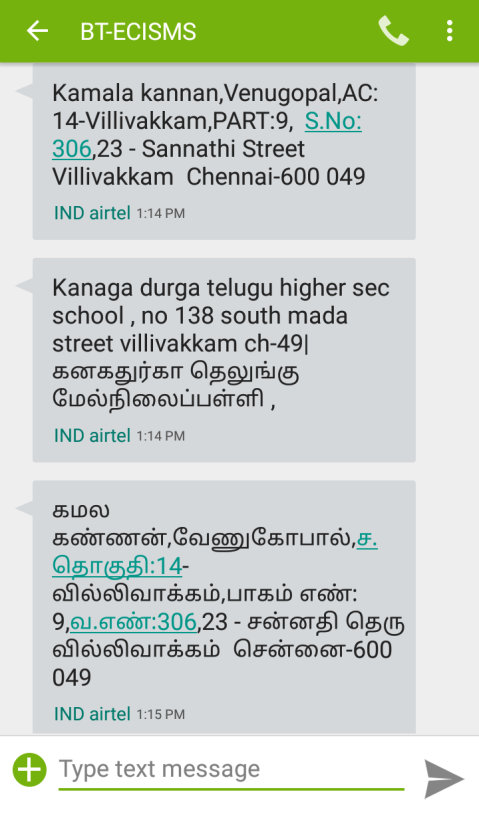 BT-ECISMS
Kamala kannan,Venugopal,AC:
14-Villivakkam,PART:9,  S.No:
306,23 - Sannathi Street
Villivakkam  Chennai-600 049
IND airtel 1:14 PM
Kanaga durga telugu higher sec
school , no 138 south mada
street villivakkam ch-49|
கனகதுர்கா தெலுங்கு
மேல்நிலைப்பள்ளி ,
IND airtel 1:14 PM
கமல
கண்ணன்,வேணுகோபால்,ச.
தொகுதி:14-
வில்லிவாக்கம்,பாகம் எண்:
9,வ.எண்:306,23 - சன்னதி தெரு
வில்லிவாக்கம்  சென்னை-600
049
IND airtel 1:15 PM
Type text message